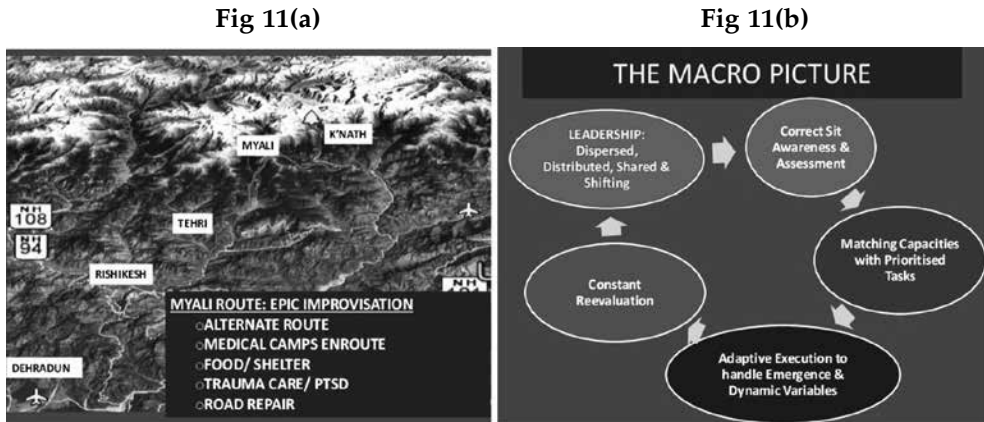 Fig 11(a)
Fig 11(b)
K'NATH
MYALI
NH
108
NH
94
TEHRI
RISHIKESH
DEHRADUN
NH
MYALI ROUTE: EPIC IMPROVISATION
○ALTERNATE ROUTE
○MEDICAL CAMPS ENROUTE
○FOOD/ SHELTER
○TRAUMA CARE/ PTSD
○ROAD REPAIR
THE MACRO PICTURE
LEADERSHIP:
Dispersed,
Distributed, Shared &
Shifting
Correct Sit
Awareness &
Assessment
Matching Capacities
with Prioritised
Tasks
Adaptive Execution to
handle Emergence &
Dynamic Variables
Constant
Reevaluation